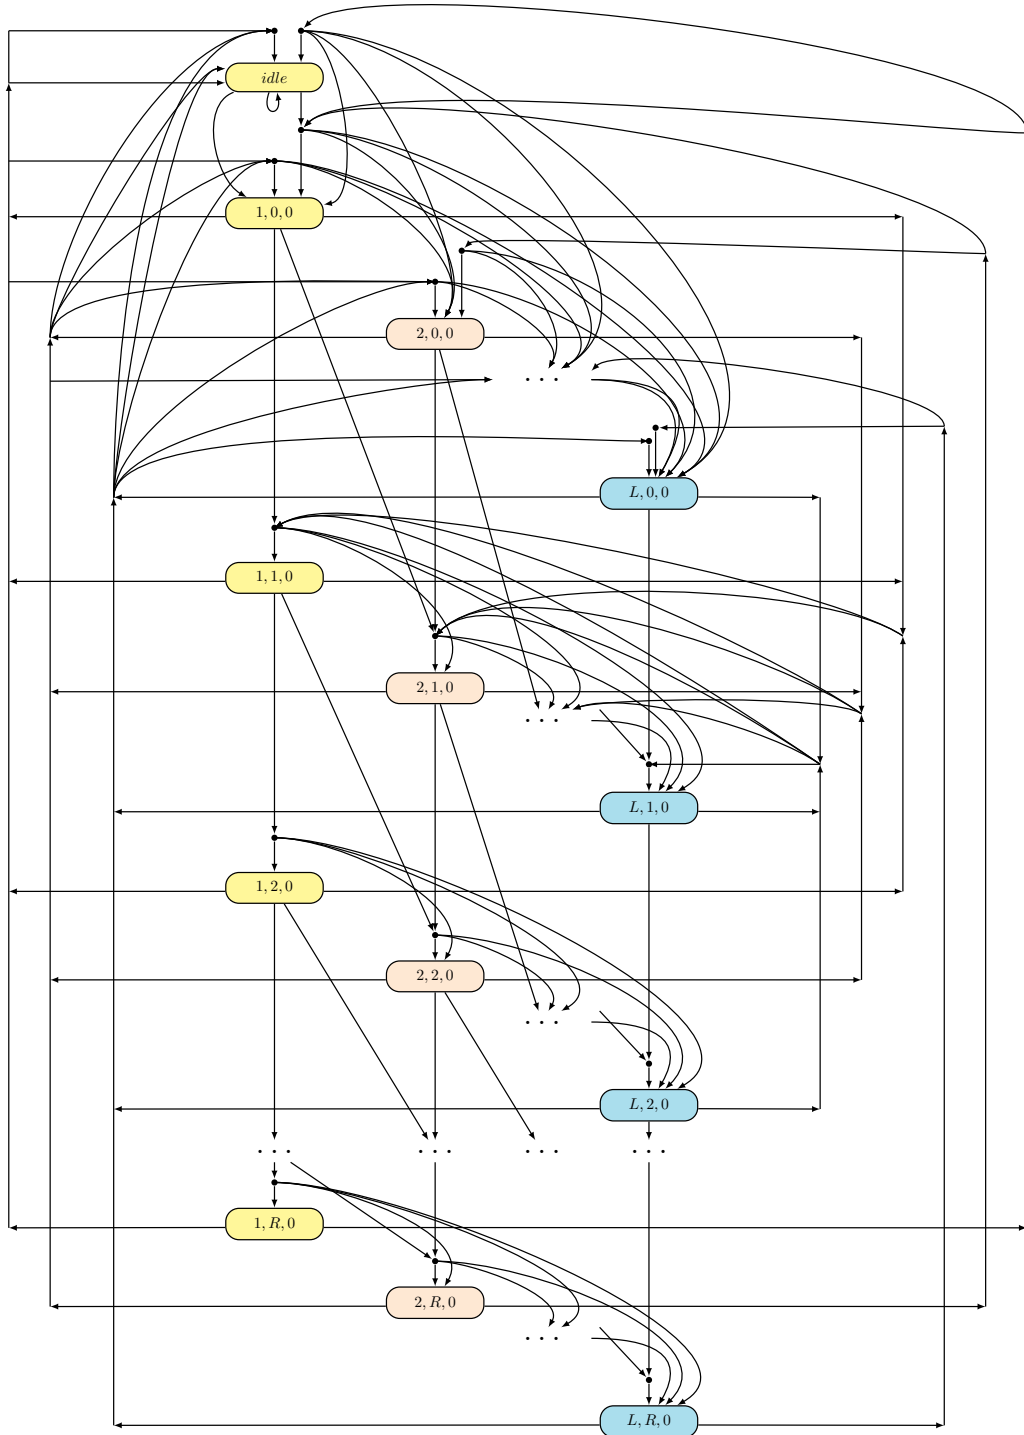 idle
1, 0, 0
2, 0, 0
. . .
L, 0, 0
1, 1, 0
2, 1, 0
. . .
L, 1, 0
1, 2, 0
2, 2, 0
. . .
L, 2, 0
. . . . . . . . . . . .
1, R, 0
2, R, 0
. . .
L, R, 0